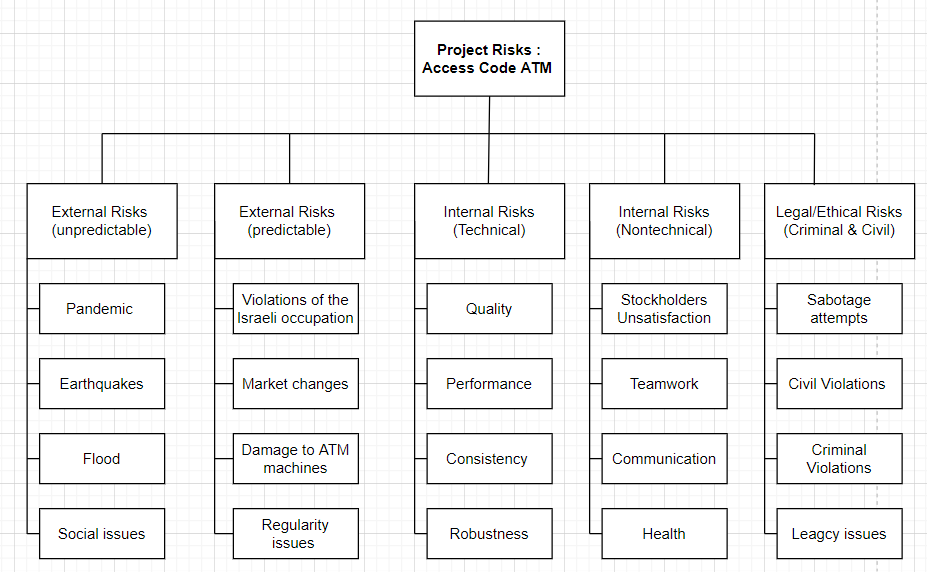 Project Risks :
Access Code ATM
External Risks
(unpredictable)
External Risks
(predictable)
Internal Risks
(Technical)
Internal Risks
(Nontechnical)
Legal/Ethical Risks
(Criminal & Civil)
Pandemic
Violations of the
Israeli occupation
Quality
Stockholders
Unsatisfaction
Sabotage
attempts
Earthquakes
Market changes
Performance
Teamwork
Civil Violations
Flood
Damage to ATM
machines
Consistency
Communication
Criminal
Violations
Social issues
Regularity
issues
Robustness
Health
Leagcy issues